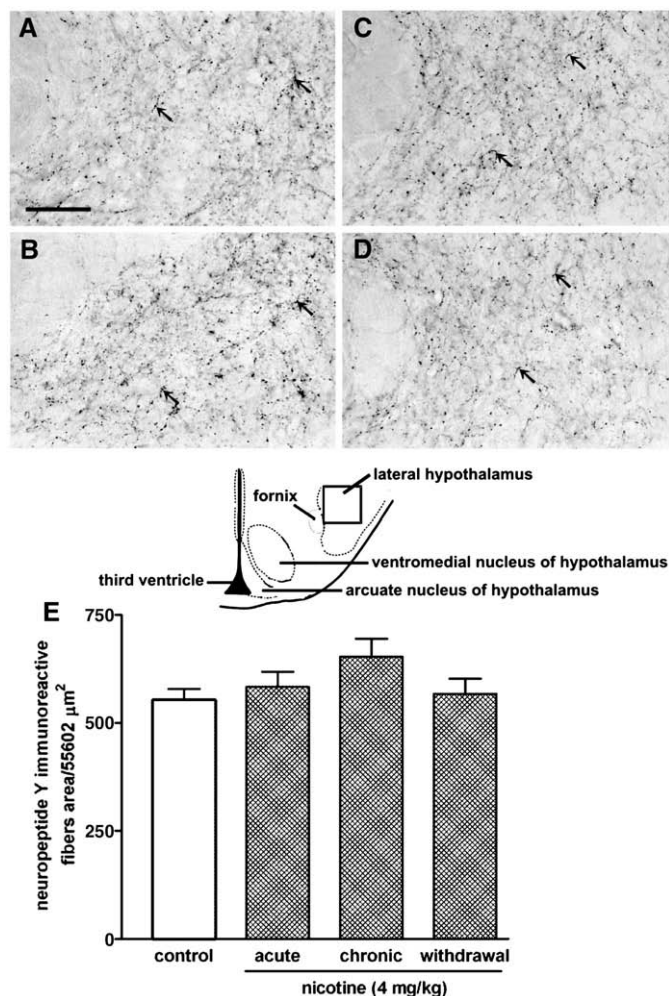 A
C
B
D
lateral hypothalamus
fornix
ventromedial nucleus of hypothalamus
third ventricle
arcuate nucleus of hypothalamus
E
neuropeptide Y immunoreactive
fibers area/55602 μm²
750
500
250
0
control
acute
chronic
withdrawal
nicotine (4 mg/kg)